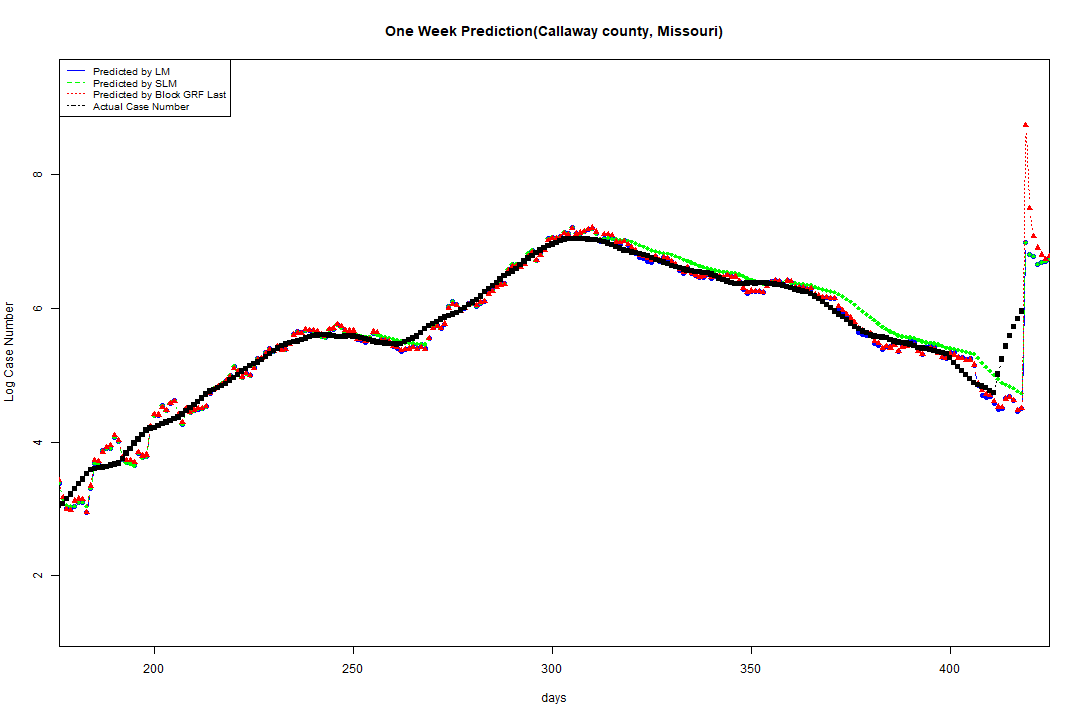 One Week Prediction(Callaway county, Missouri)
Predicted by LM
Predicted by SLM
Predicted by Block GRF Last
Actual Case Number
Log Case Number
8
6
4
2
200 250 300 350 400
days